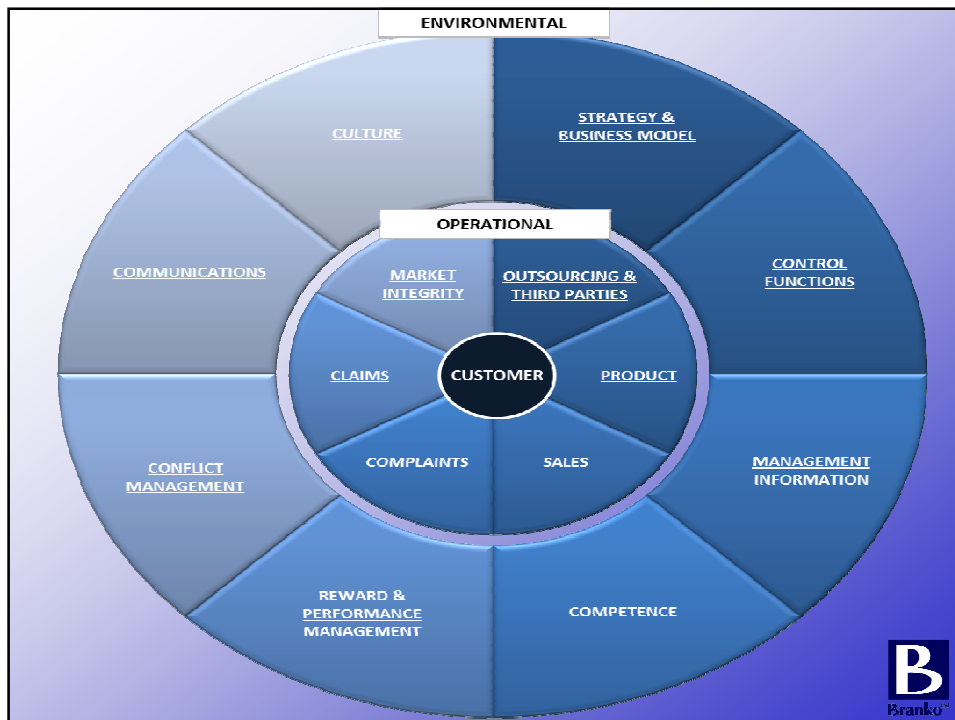 ENVIRONMENTAL
CULTURE
STRATEGY &
BUSINESS MODEL
COMMUNICATIONS
CONTROL
FUNCTIONS
OPERATIONAL
MARKET
INTEGRITY
OUTSOURCING &
THIRD PARTIES
CLAIMS
CUSTOMER
PRODUCT
COMPLAINTS
SALES
CONFLICT
MANAGEMENT
MANAGEMENT
INFORMATION
REWARD &
PERFORMANCE
MANAGEMENT
COMPETENCE
B
Branko™